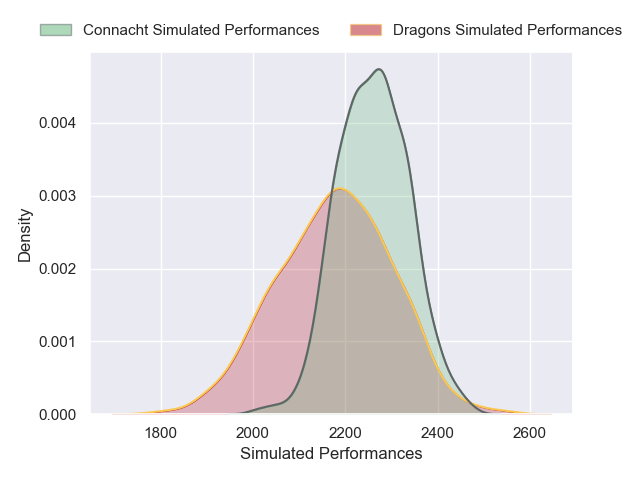 Connacht Simulated Performances
Dragons Simulated Performances
0.004
0.003
0.002
0.001
0.000
Density
1800
2000
2200
2400
2600
Simulated Performances